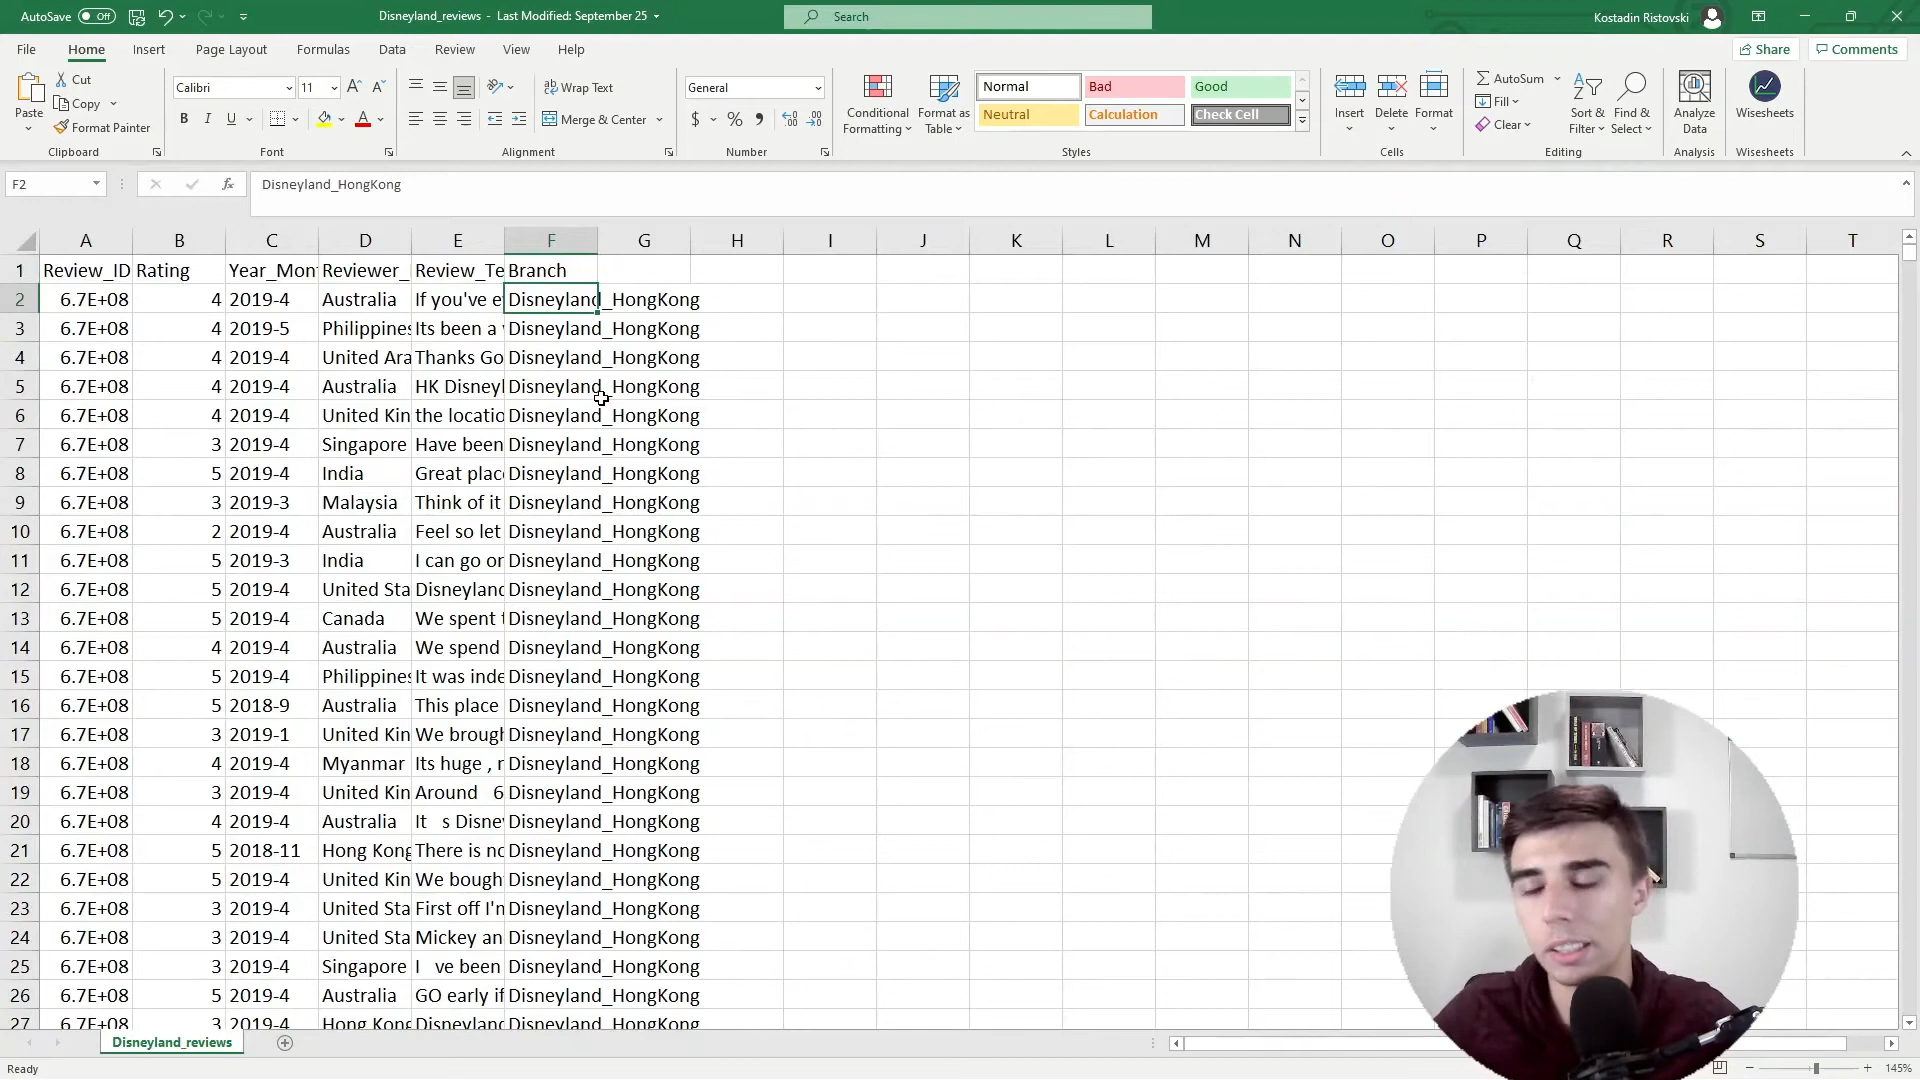 AutoSave Off Disneyland_reviews - Last Modified: September 25 Search Kostadin Ristovski
File Home Insert Page Layout Formulas Data Review View Help Share Comments
Paste Cut Copy Format Painter Clipboard
Calibri 11 B I U A Font
Wrap Text Merge & Center Alignment
General $ % Number
Conditional Formatting Format as Table Normal Bad Good Neutral Calculation Check Cell Styles
Insert Delete Format Cells
AutoSum Fill Clear Sort & Filter Find & Select Editing
Analyze Data Analysis Wisesheets Wisesheets
F2 fx Disneyland_HongKong
A B C D E F G H I J K L M N O P Q R S T
1 Review_ID Rating Year_Mon Reviewer_ Review_Te Branch
2 6.7E+08 4 2019-4 Australia If you've e Disneyland_HongKong
3 6.7E+08 4 2019-5 Philippines Its been a Disneyland_HongKong
4 6.7E+08 4 2019-4 United Ara Thanks Go Disneyland_HongKong
5 6.7E+08 4 2019-4 Australia HK Disneyl Disneyland_HongKong
6 6.7E+08 4 2019-4 United Kin the locatio Disneyland_HongKong
7 6.7E+08 3 2019-4 Singapore Have been Disneyland_HongKong
8 6.7E+08 5 2019-4 India Great plac Disneyland_HongKong
9 6.7E+08 3 2019-3 Malaysia Think of it Disneyland_HongKong
10 6.7E+08 2 2019-4 Australia Feel so let Disneyland_HongKong
11 6.7E+08 5 2019-3 India I can go on Disneyland_HongKong
12 6.7E+08 5 2019-4 United Sta Disneyland Disneyland_HongKong
13 6.7E+08 5 2019-4 Canada We spent t Disneyland_HongKong
14 6.7E+08 4 2019-4 Australia We spend Disneyland_HongKong
15 6.7E+08 5 2019-4 Philippines It was inde Disneyland_HongKong
16 6.7E+08 5 2018-9 Australia This place Disneyland_HongKong
17 6.7E+08 3 2019-1 United Kin We brough Disneyland_HongKong
18 6.7E+08 4 2019-4 Myanmar Its huge , r Disneyland_HongKong
19 6.7E+08 3 2019-4 United Kin Around 6 Disneyland_HongKong
20 6.7E+08 4 2019-4 Australia It s Disney Disneyland_HongKong
21 6.7E+08 5 2018-11 Hong Kong There is no Disneyland_HongKong
22 6.7E+08 5 2019-4 United Kin We bough Disneyland_HongKong
23 6.7E+08 3 2019-4 United Sta First off I'm Disneyland_HongKong
24 6.7E+08 3 2019-4 United Sta Mickey an Disneyland_HongKong
25 6.7E+08 3 2019-4 Singapore I ve been Disneyland_HongKong
26 6.7E+08 5 2019-4 Australia GO early if Disneyland_HongKong
27 6.7E+08 3 2019-4 Hong Kong Disneyland Disneyland_HongKong
Disneyland_reviews
Ready 145%